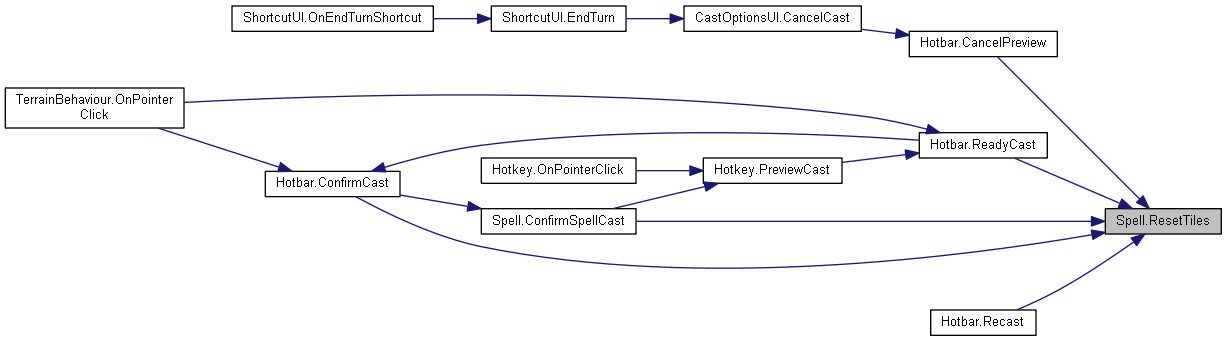 ShortcutUI.OnEndTurnShortcut
ShortcutUI.EndTurn
CastOptionsUI.CancelCast
Hotbar.CancelPreview
TerrainBehaviour.OnPointer
Click
Hotbar.ReadyCast
Hotkey.OnPointerClick
Hotkey.PreviewCast
Hotbar.ConfirmCast
Spell.ConfirmSpellCast
Spell.ResetTiles
Hotbar.Recast